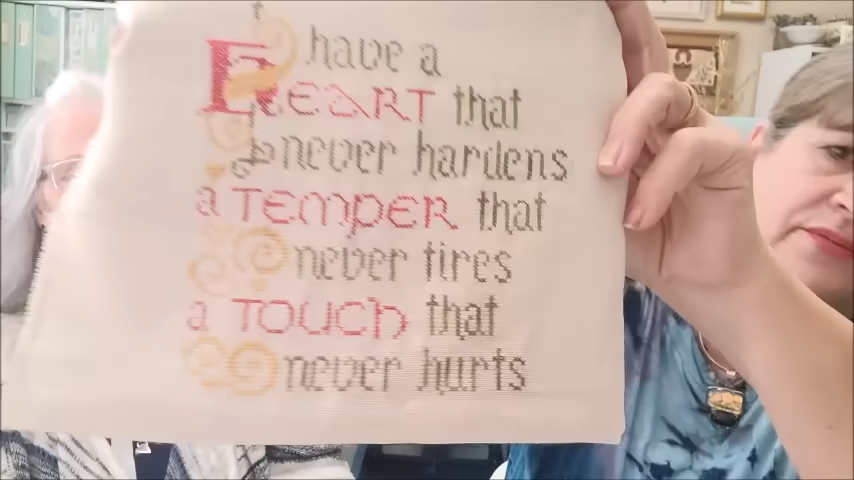 have a
HEART that
never hardens
a TEMPER that
never tires
a TOUCH that
never hurts